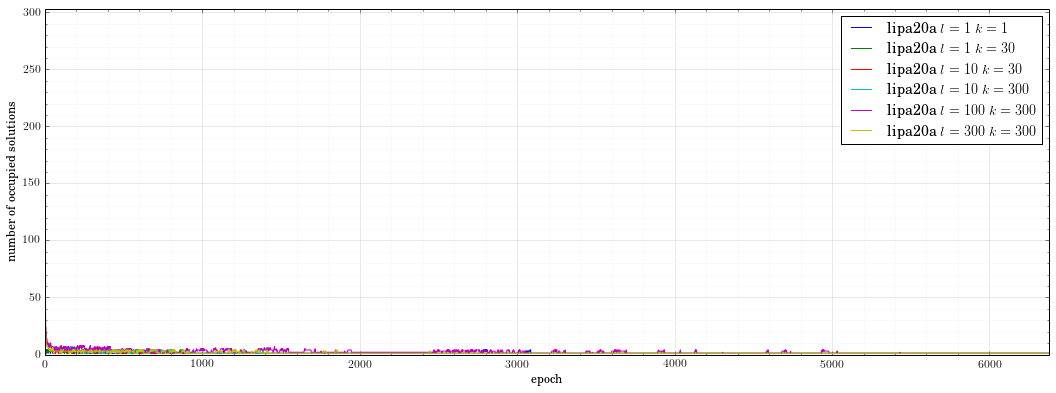 300
250
200
150
100
50
0
number of occupied solutions
lipa20a l = 1 k = 1
lipa20a l = 1 k = 30
lipa20a l = 10 k = 30
lipa20a l = 10 k = 300
lipa20a l = 100 k = 300
lipa20a l = 300 k = 300
0 1000 2000 3000 4000 5000 6000
epoch